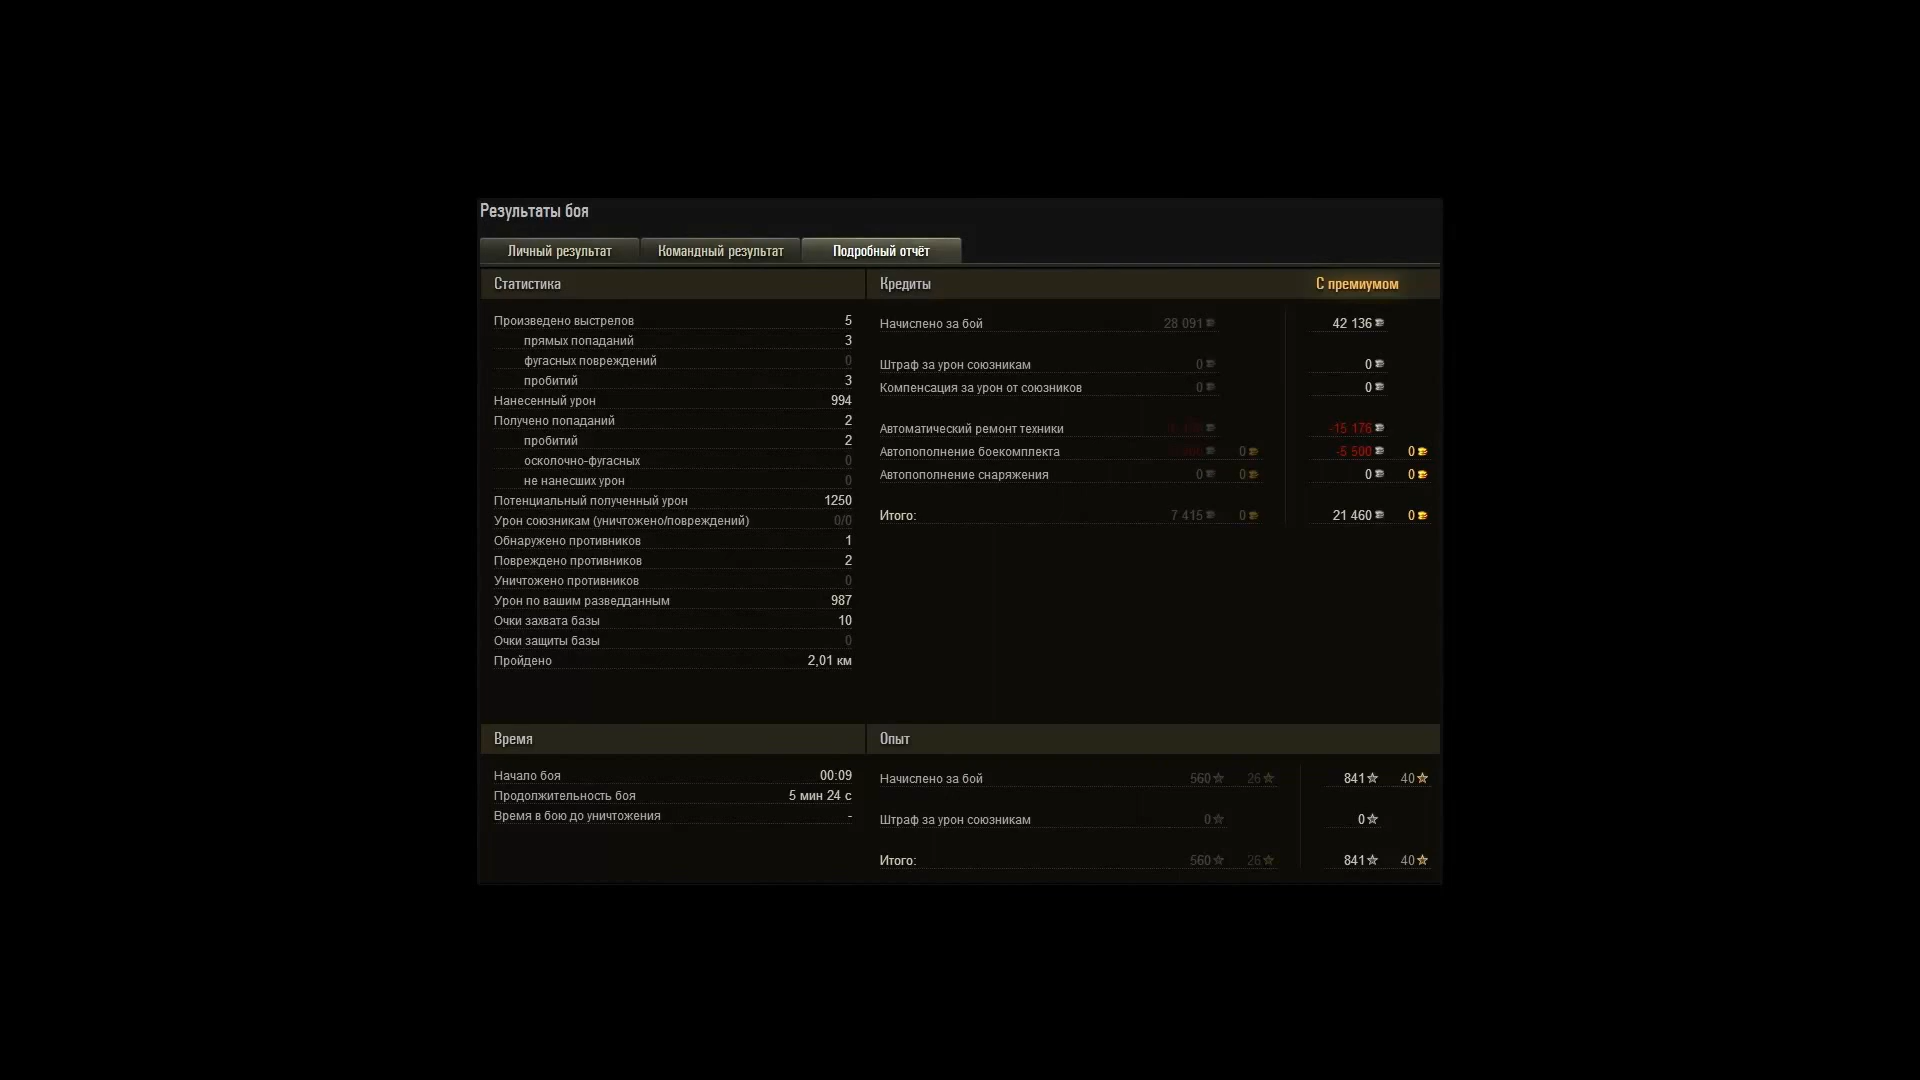 Результаты боя
Личный результат Командный результат Подробный отчёт
Статистика
Произведено выстрелов 5
прямых попаданий 3
фугасных повреждений 0
пробитий 3
Нанесенный урон 994
Получено попаданий 2
пробитий 2
осколочно-фугасных 0
не нанесших урон 0
Потенциальный полученный урон 1250
Урон союзникам (уничтожено/повреждений) 0/0
Обнаружено противников 1
Повреждено противников 2
Уничтожено противников 0
Урон по вашим разведданным 987
Очки захвата базы 10
Очки защиты базы 0
Пройдено 2,01 км
Кредиты С премиумом
Начислено за бой 28 091 42 136
Штраф за урон союзникам 0 0
Компенсация за урон от союзников 0 0
Автоматический ремонт техники -15 176
Автопополнение боекомплекта 0 -5 500 0
Автопополнение снаряжения 0 0 0 0
Итого: 7 415 0 21 460 0
Время
Начало боя 00:09
Продолжительность боя 5 мин 24 с
Время в бою до уничтожения -
Опыт
Начислено за бой 560 26 841 40
Штраф за урон союзникам 0 0
Итого: 560 26 841 40